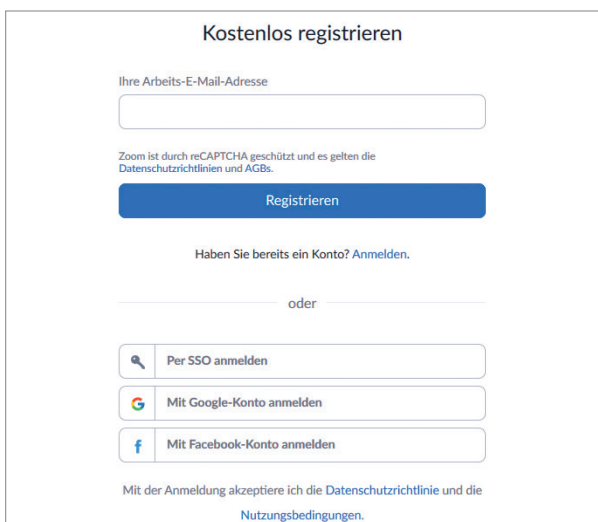 Kostenlos registrieren
Ihre Arbeits-E-Mail-Adresse
Zoom ist durch reCAPTCHA geschützt und es gelten die
Datenschutzrichtlinien und AGBs.
Registrieren
Haben Sie bereits ein Konto? Anmelden.
oder
Per SSO anmelden
Mit Google-Konto anmelden
Mit Facebook-Konto anmelden
Mit der Anmeldung akzeptiere ich die Datenschutzrichtlinie und die
Nutzungsbedingungen.